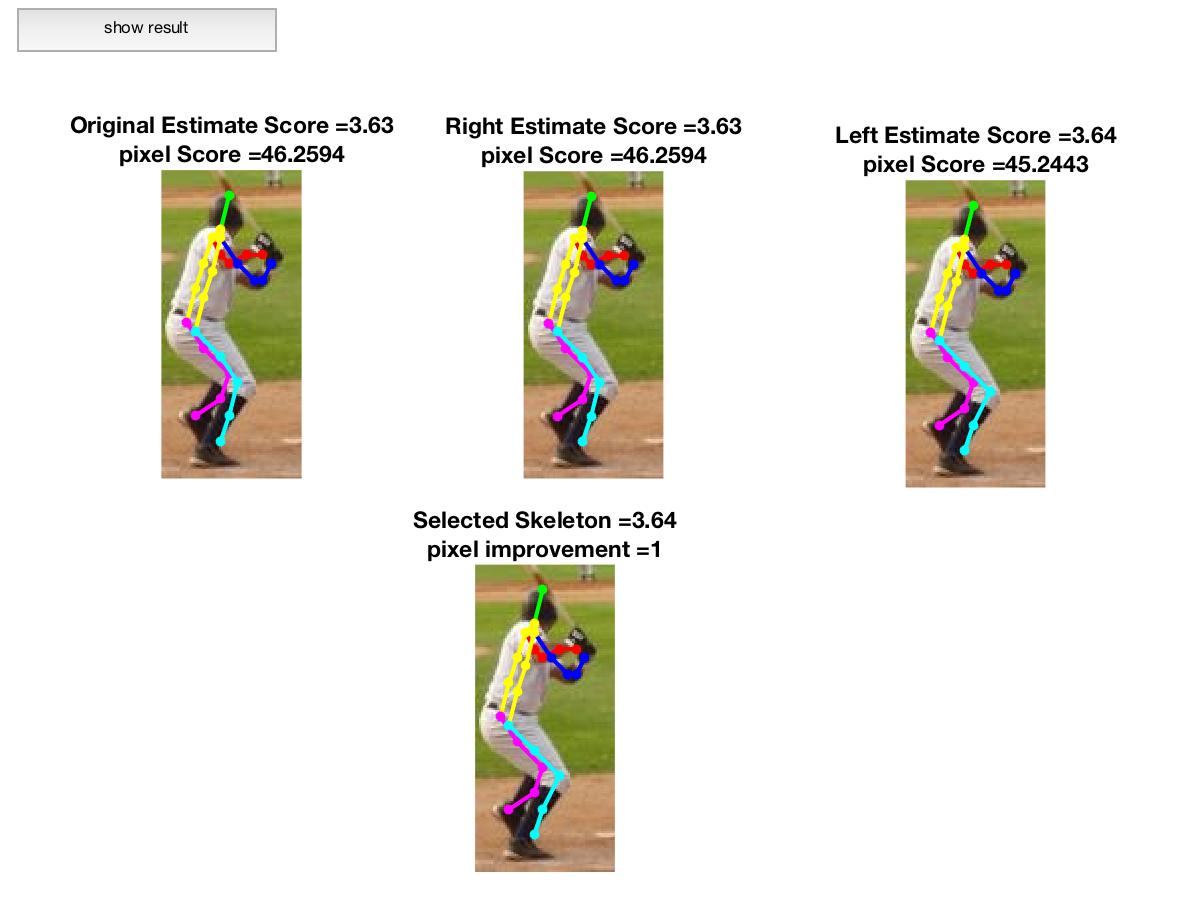 show result
Original Estimate Score =3.63
pixel Score =46.2594
Right Estimate Score =3.63
pixel Score =46.2594
Left Estimate Score =3.64
pixel Score =45.2443
Selected Skeleton =3.64
pixel improvement =1